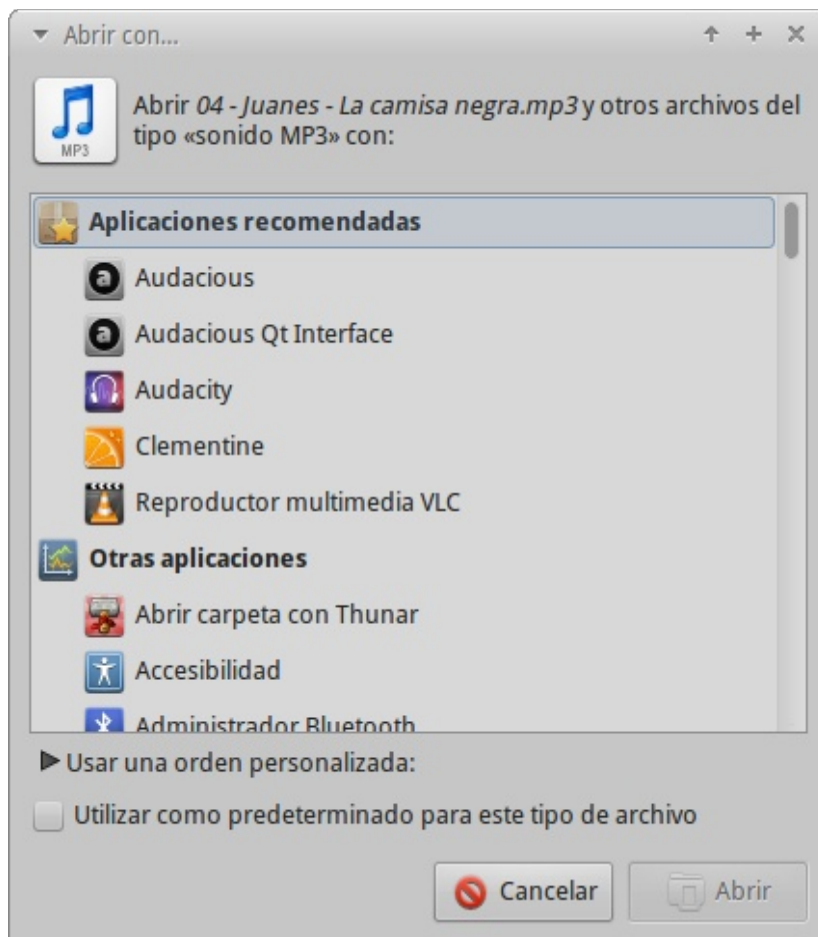 Abrir con...
Abrir 04 - Juanes - La camisa negra.mp3 y otros archivos del
tipo «sonido MP3» con:
MP3
Aplicaciones recomendadas
Audacious
Audacious Qt Interface
Audacity
Clementine
Reproductor multimedia VLC
Otras aplicaciones
Abrir carpeta con Thunar
Accesibilidad
Administrador Bluetooth
Usar una orden personalizada:
Utilizar como predeterminado para este tipo de archivo
Cancelar
Abrir